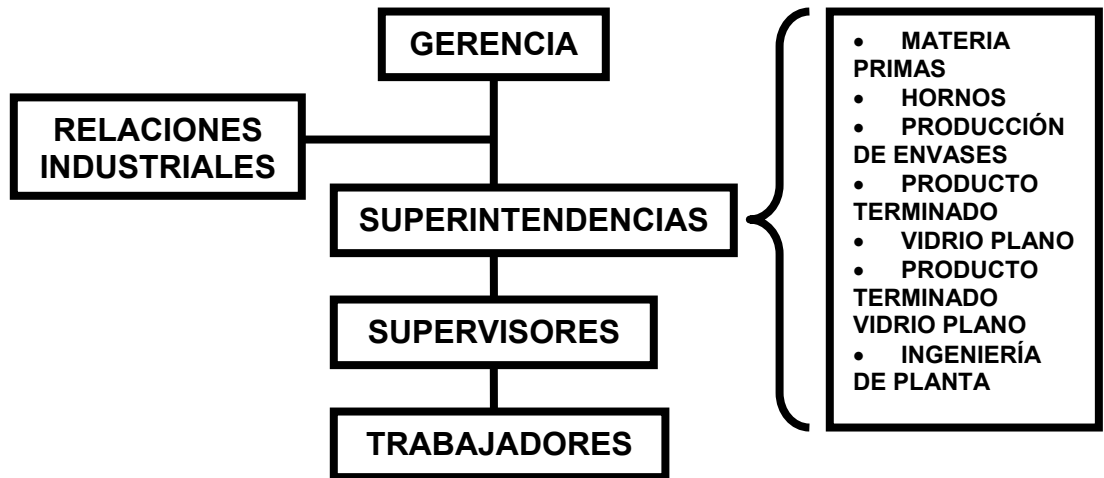 GERENCIA
RELACIONES
INDUSTRIALES
SUPERINTENDENCIAS
SUPERVISORES
TRABAJADORES
• MATERIA
PRIMAS
• HORNOS
• PRODUCCIÓN
DE ENVASES
• PRODUCTO
TERMINADO
• VIDRIO PLANO
• PRODUCTO
TERMINADO
VIDRIO PLANO
• INGENIERÍA
DE PLANTA